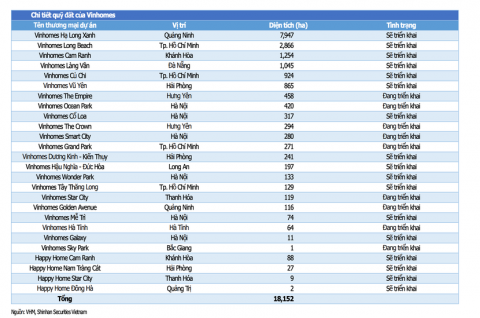 Chi tiết quỹ đất của Vinhomes
Tên thương mại dự án Vị trí Diện tích (ha) Tình trạng
Vinhomes Hạ Long Xanh Quảng Ninh 7,947 Sẽ triển khai
Vinhomes Long Beach Tp. Hồ Chí Minh 2,866 Sẽ triển khai
Vinhomes Cam Ranh Khánh Hòa 1,254 Sẽ triển khai
Vinhomes Làng Vân Đà Nẵng 1,045 Sẽ triển khai
Vinhomes Củ Chi Tp. Hồ Chí Minh 924 Sẽ triển khai
Vinhomes Vũ Yên Hải Phòng 865 Sẽ triển khai
Vinhomes The Empire Hưng Yên 458 Đang triển khai
Vinhomes Ocean Park Hà Nội 420 Đang triển khai
Vinhomes Cổ Loa Hà Nội 317 Sẽ triển khai
Vinhomes The Crown Hưng Yên 294 Đang triển khai
Vinhomes Smart City Hà Nội 280 Đang triển khai
Vinhomes Grand Park Tp. Hồ Chí Minh 271 Đang triển khai
Vinhomes Dương Kinh - Kiến Thụy Hải Phòng 241 Sẽ triển khai
Vinhomes Hậu Nghĩa - Đức Hòa Long An 197 Sẽ triển khai
Vinhomes Wonder Park Hà Nội 133 Sẽ triển khai
Vinhomes Tây Thăng Long Tp. Hồ Chí Minh 129 Sẽ triển khai
Vinhomes Star City Thanh Hóa 119 Đang triển khai
Vinhomes Golden Avenue Quảng Ninh 116 Đang triển khai
Vinhomes Mễ Trì Hà Nội 74 Sẽ triển khai
Vinhomes Hà Tĩnh Hà Tĩnh 64 Đang triển khai
Vinhomes Galaxy Hà Nội 11 Sẽ triển khai
Vinhomes Sky Park Bắc Giang 1 Đang triển khai
Happy Home Cam Ranh Khánh Hòa 88 Sẽ triển khai
Happy Home Nam Tràng Cát Hải Phòng 27 Sẽ triển khai
Happy Home Star City Thanh Hóa 9 Sẽ triển khai
Happy Home Đông Hà Quảng Trị 2 Sẽ triển khai
Tổng 18,152
Nguồn: VHM, Shinhan Securities Vietnam